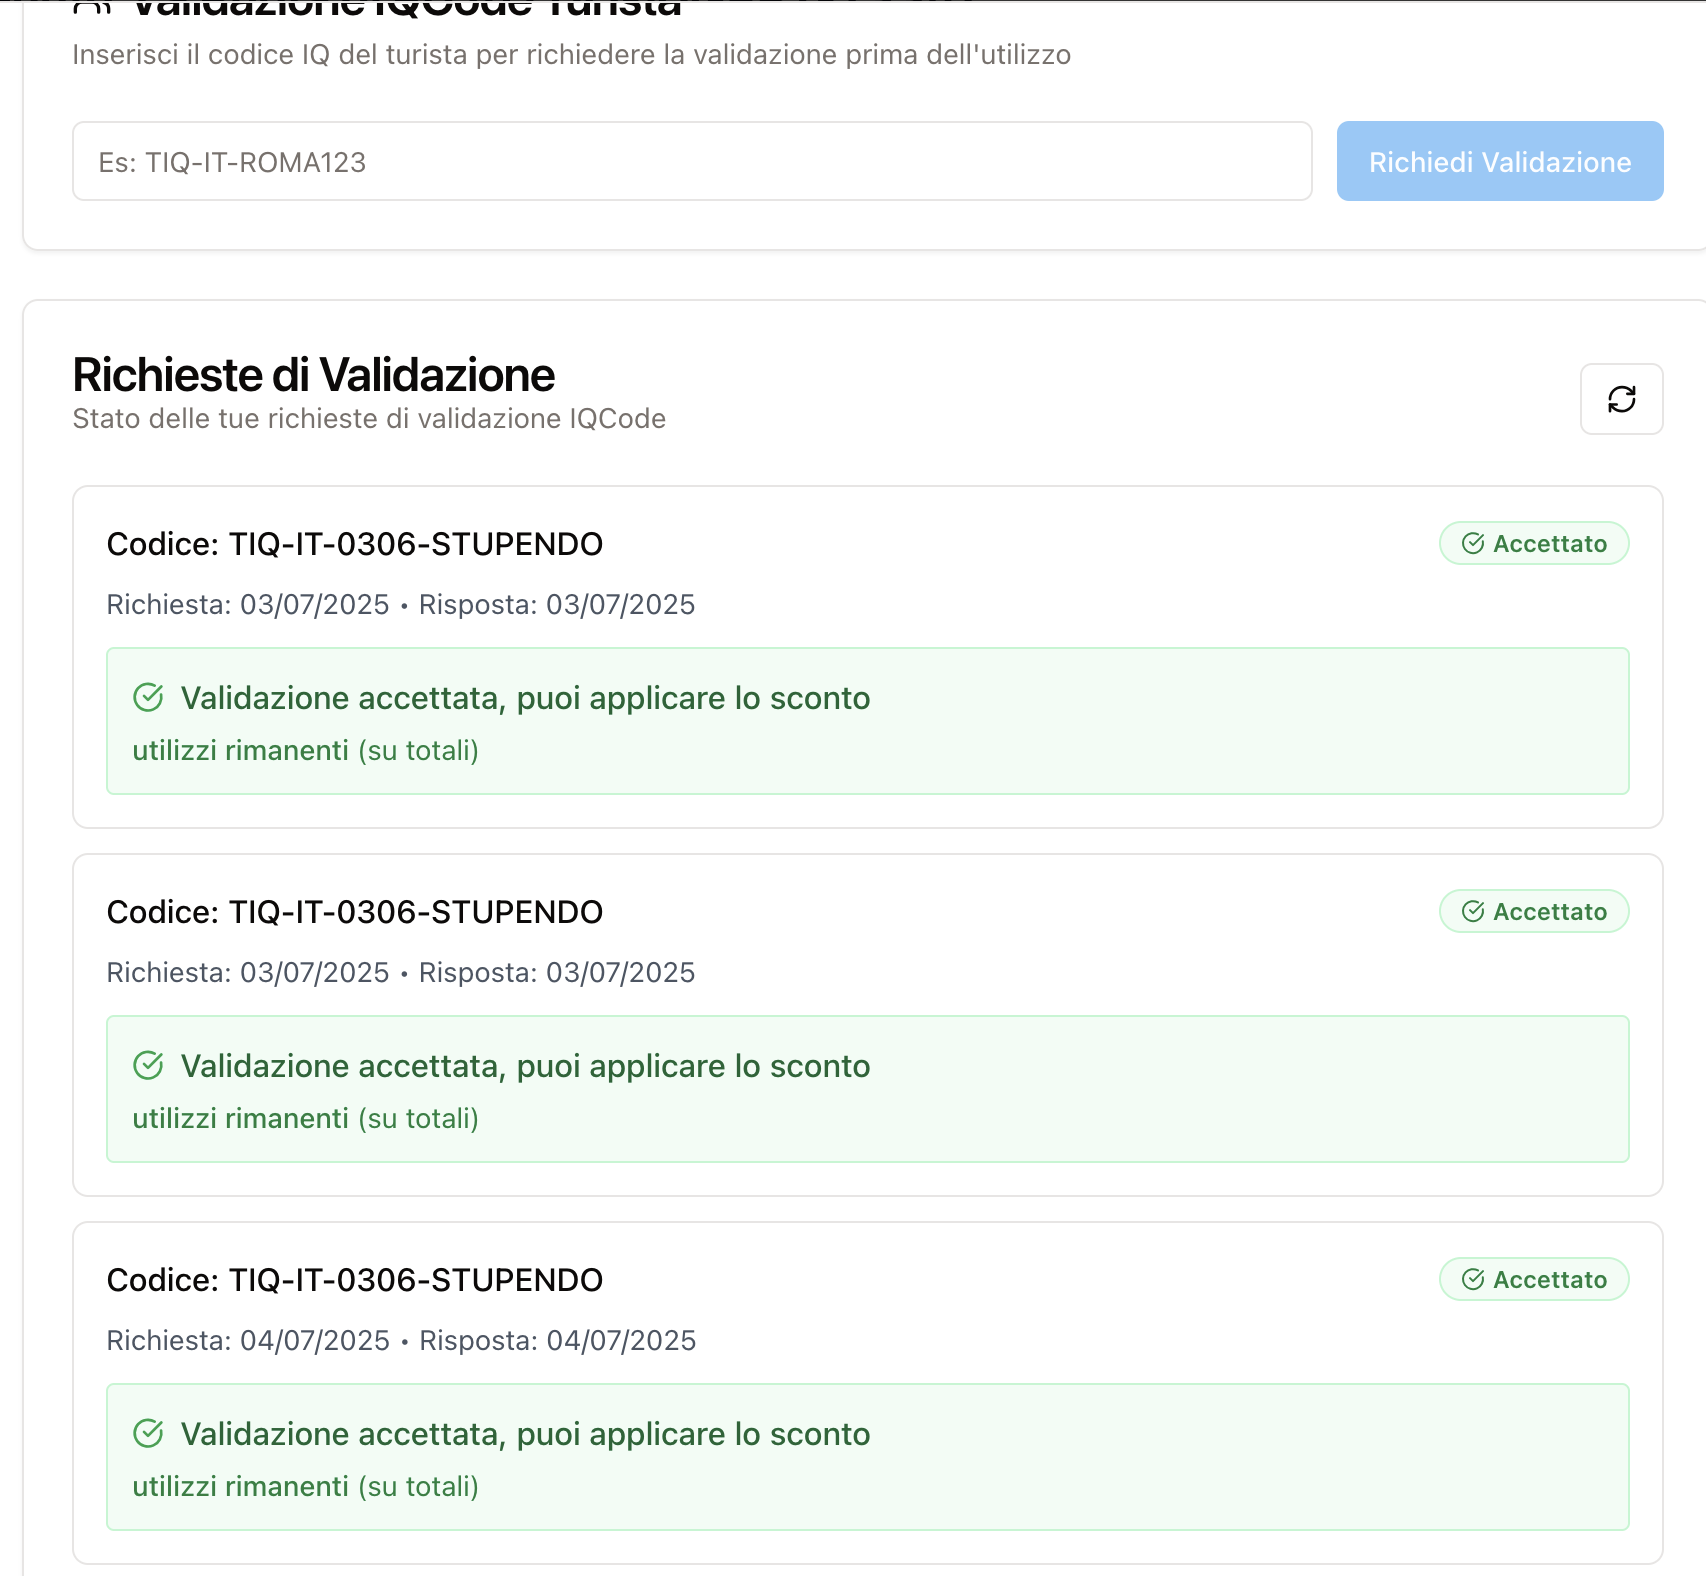 Validazione IQCode Turista
Inserisci il codice IQ del turista per richiedere la validazione prima dell'utilizzo
Es: TIQ-IT-ROMA123
Richiedi Validazione
Richieste di Validazione
Stato delle tue richieste di validazione IQCode
Codice: TIQ-IT-0306-STUPENDO
Accettato
Richiesta: 03/07/2025 • Risposta: 03/07/2025
Validazione accettata, puoi applicare lo sconto
utilizzi rimanenti (su totali)
Codice: TIQ-IT-0306-STUPENDO
Accettato
Richiesta: 03/07/2025 • Risposta: 03/07/2025
Validazione accettata, puoi applicare lo sconto
utilizzi rimanenti (su totali)
Codice: TIQ-IT-0306-STUPENDO
Accettato
Richiesta: 04/07/2025 • Risposta: 04/07/2025
Validazione accettata, puoi applicare lo sconto
utilizzi rimanenti (su totali)